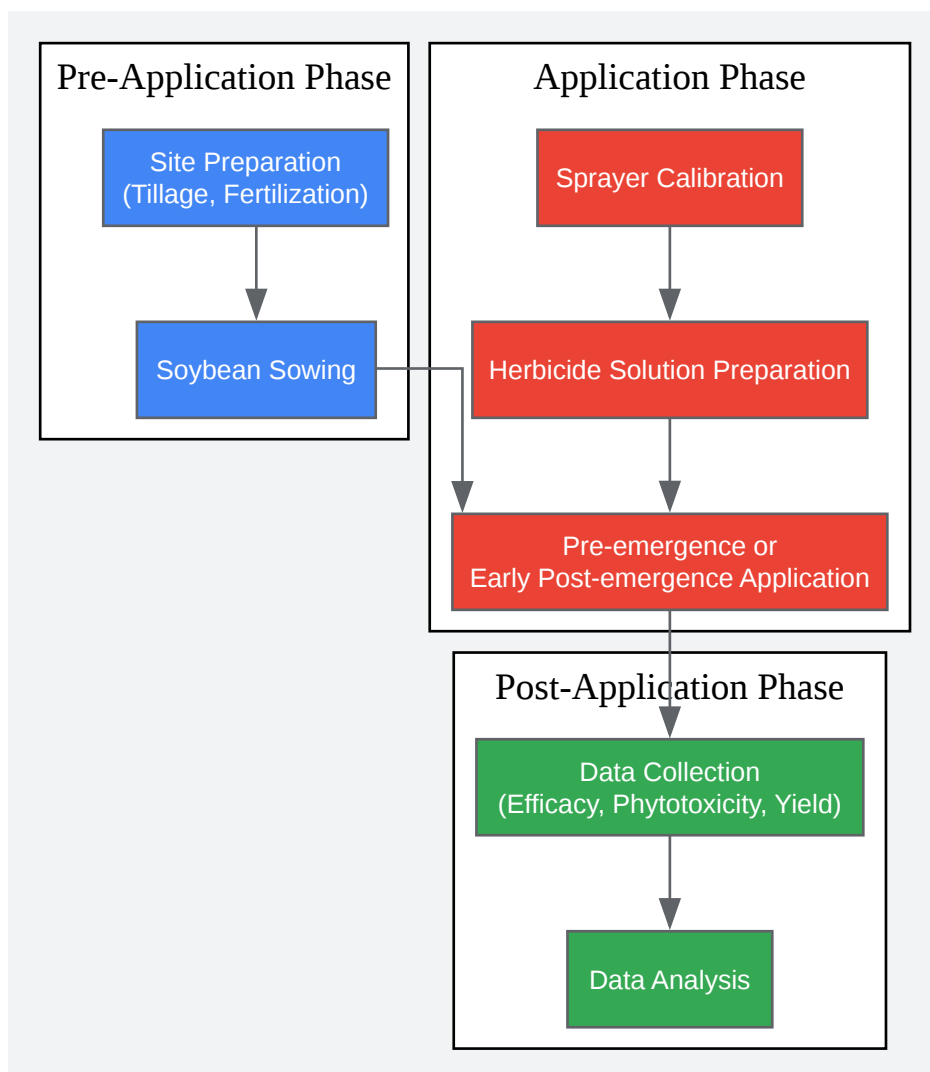 Pre-Application Phase
Site Preparation
(Tillage, Fertilization)
Soybean Sowing
Application Phase
Sprayer Calibration
Herbicide Solution Preparation
Pre-emergence or
Early Post-emergence Application
Post-Application Phase
Data Collection
(Efficacy, Phytotoxicity, Yield)
Data Analysis